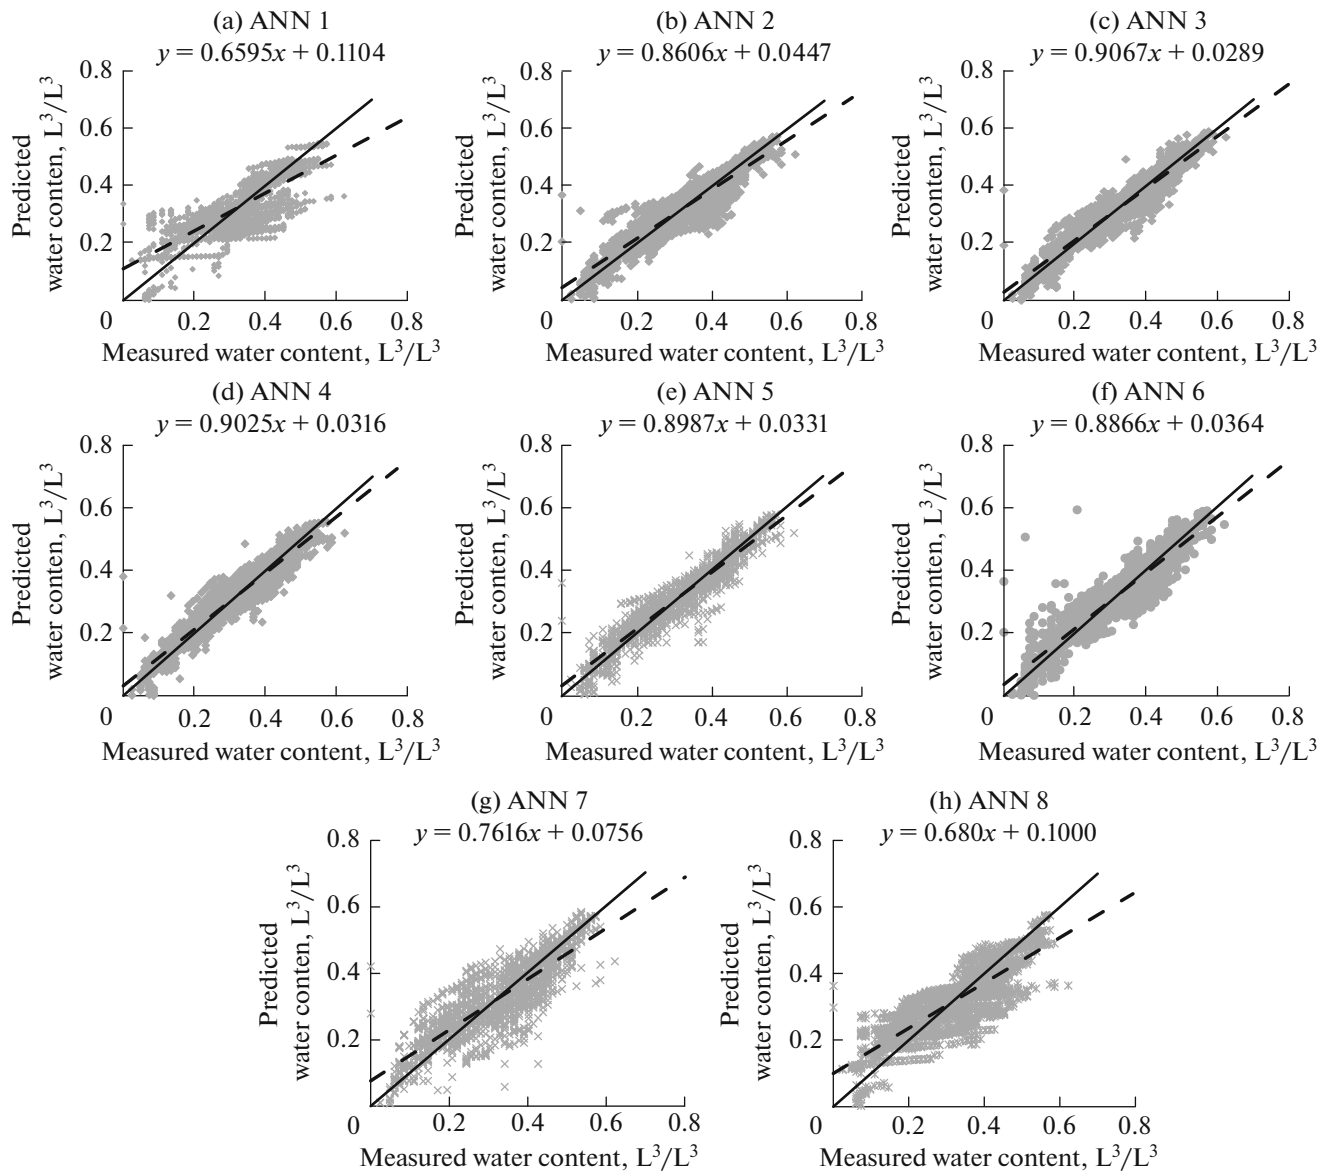 (a) ANN 1
y = 0.6595x + 0.1104
Predicted
water conten, L³/L³
0.8
0.6
0.4
0.2
0
0.2
0.4
0.6
0.8
Measured water content, L³/L³
(b) ANN 2
y = 0.8606x + 0.0447
Predicted
water conten, L³/L³
0.8
0.6
0.4
0.2
0
0.2
0.4
0.6
0.8
Measured water content, L³/L³
(c) ANN 3
y = 0.9067x + 0.0289
Predicted
water conten, L³/L³
0.8
0.6
0.4
0.2
0
0.2
0.4
0.6
0.8
Measured water content, L³/L³
(d) ANN 4
y = 0.9025x + 0.0316
Predicted
water conten, L³/L³
0.8
0.6
0.4
0.2
0
0.2
0.4
0.6
0.8
Measured water content, L³/L³
(e) ANN 5
y = 0.8987x + 0.0331
Predicted
water conten, L³/L³
0.8
0.6
0.4
0.2
0
0.2
0.4
0.6
0.8
Measured water content, L³/L³
(f) ANN 6
y = 0.8866x + 0.0364
Predicted
water conten, L³/L³
0.8
0.6
0.4
0.2
0
0.2
0.4
0.6
0.8
Measured water content, L³/L³
(g) ANN 7
y = 0.7616x + 0.0756
Predicted
water conten, L³/L³
0.8
0.6
0.4
0.2
0
0.2
0.4
0.6
0.8
Measured water content, L³/L³
(h) ANN 8
y = 0.680x + 0.1000
Predicted
water conten, L³/L³
0.8
0.6
0.4
0.2
0
0.2
0.4
0.6
0.8
Measured water content, L³/L³